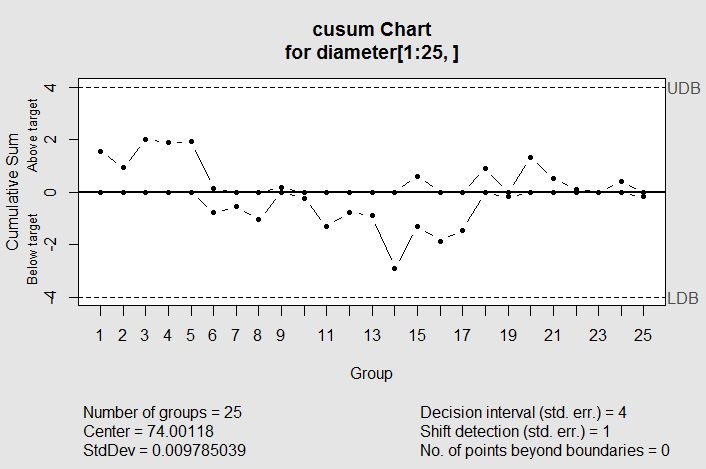 cusum Chart
for diameter[1:25, ]
Cumulative Sum
Above target
Below target
4
2
0
-2
-4
UDB
LDB
1 2 3 4 5 6 7 8 9 11 13 15 17 19 21 23 25
Group
Number of groups = 25
Center = 74.00118
StdDev = 0.009785039
Decision interval (std. err.) = 4
Shift detection (std. err.) = 1
No. of points beyond boundaries = 0